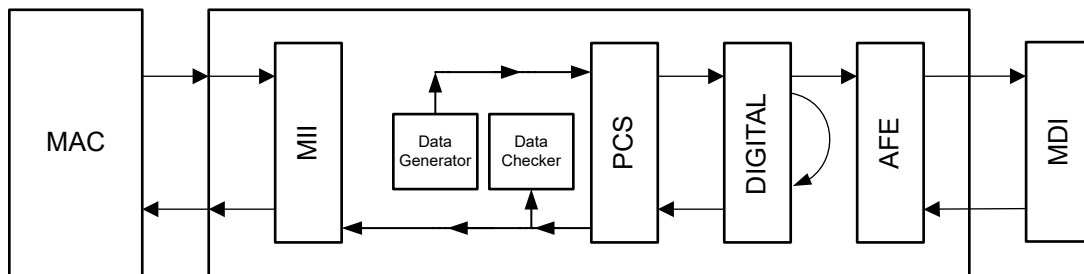 MAC
MII
Data
Generator
Data
Checker
PCS
DIGITAL
AFE
MDI